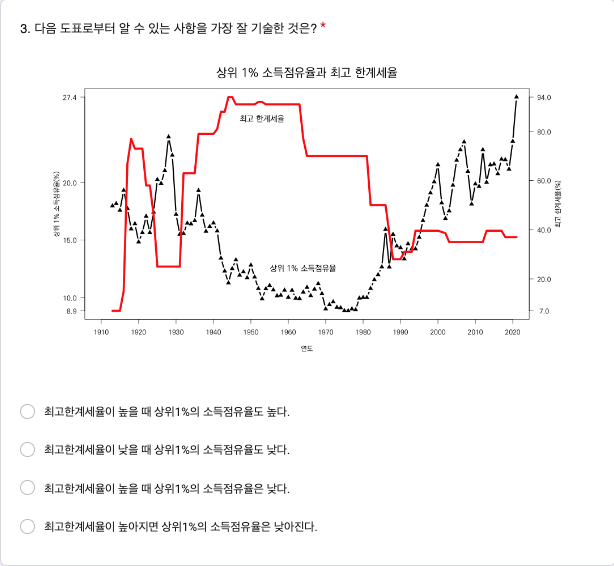 3. 다음 도표로부터 알 수 있는 사항을 가장 잘 기술한 것은? *
상위 1% 소득점유율과 최고 한계세율
27.4
20.0
15.0
10.0
8.9
상위 1% 소득점유율(%)
최고 한계세율
상위 1% 소득점유율
94.0
80.0
60.0
40.0
20.0
7.0
최고 한계세율(%)
1910 1920 1930 1940 1950 1960 1970 1980 1990 2000 2010 2020
연도
최고한계세율이 높을 때 상위1%의 소득점유율도 높다.
최고한계세율이 낮을 때 상위1%의 소득점유율도 낮다.
최고한계세율이 높을 때 상위1%의 소득점유율은 낮다.
최고한계세율이 높아지면 상위1%의 소득점유율은 낮아진다.